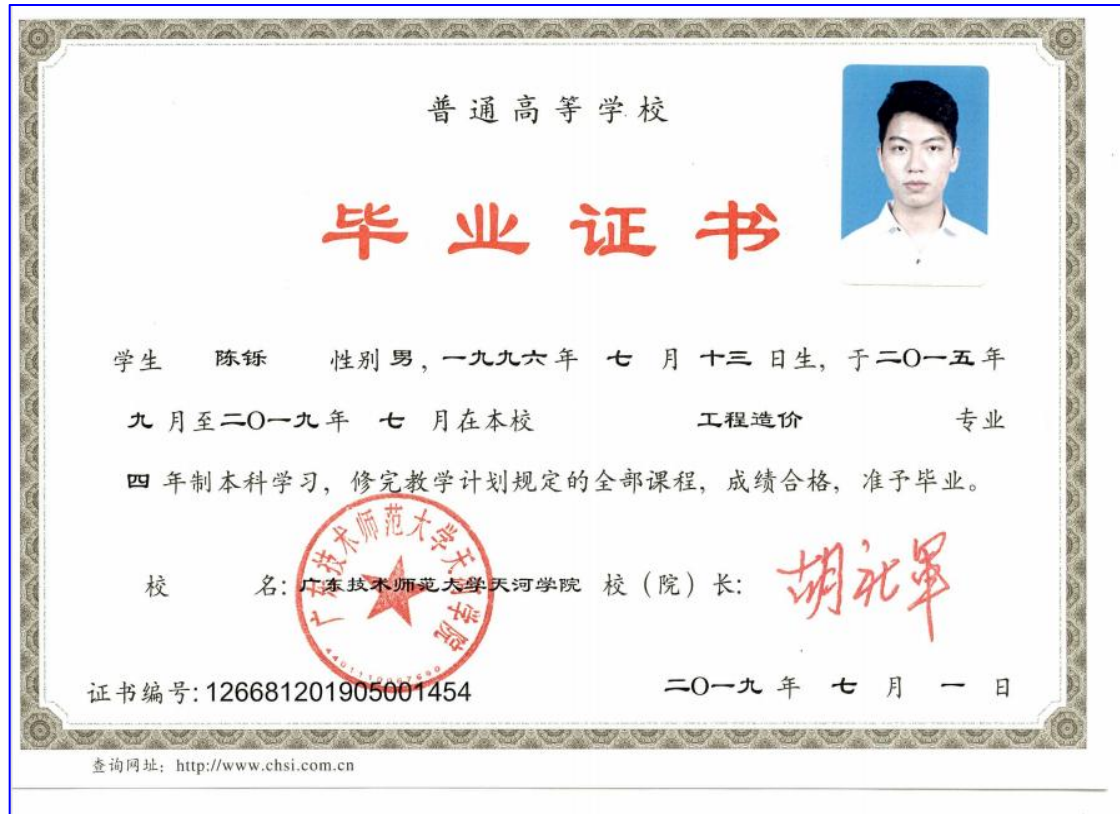 普通高等学校
毕业证书
学生 陈铄 性别男，一九九六年 七 月 十三 日生，于二〇一五年
九 月至二〇一九年 七 月在本校 工程造价 专业
四 年制本科学习，修完教学计划规定的全部课程，成绩合格，准予毕业。
广东技术师范大学天河学院
校 名：广东技术师范大学天河学院 校（院）长：
证书编号：126681201905001454
二〇一九 年 七 月 一 日
查询网址：http://www.chsi.com.cn